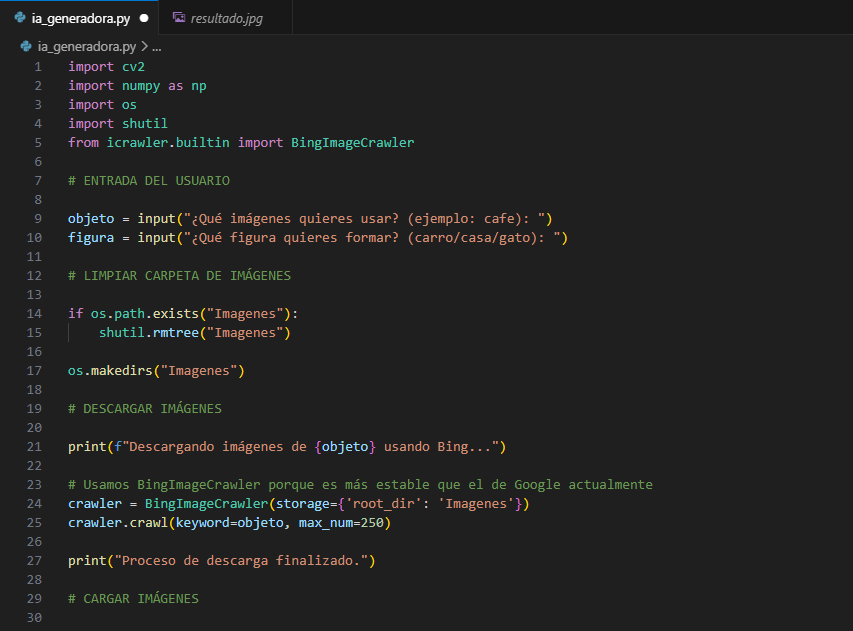 ia_generadora.py ● resultado.jpg
ia_generadora.py > ...
1 import cv2
2 import numpy as np
3 import os
4 import shutil
5 from icrawler.builtin import BingImageCrawler
6
7 # ENTRADA DEL USUARIO
8
9 objeto = input("¿Qué imágenes quieres usar? (ejemplo: cafe): ")
10 figura = input("¿Qué figura quieres formar? (carro/casa/gato): ")
11
12 # LIMPIAR CARPETA DE IMÁGENES
13
14 if os.path.exists("Imagenes"):
15     shutil.rmtree("Imagenes")
16
17 os.makedirs("Imagenes")
18
19 # DESCARGAR IMÁGENES
20
21 print(f"Descargando imágenes de {objeto} usando Bing...")
22
23 # Usamos BingImageCrawler porque es más estable que el de Google actualmente
24 crawler = BingImageCrawler(storage={'root_dir': 'Imagenes'})
25 crawler.crawl(keyword=objeto, max_num=250)
26
27 print("Proceso de descarga finalizado.")
28
29 # CARGAR IMÁGENES
30